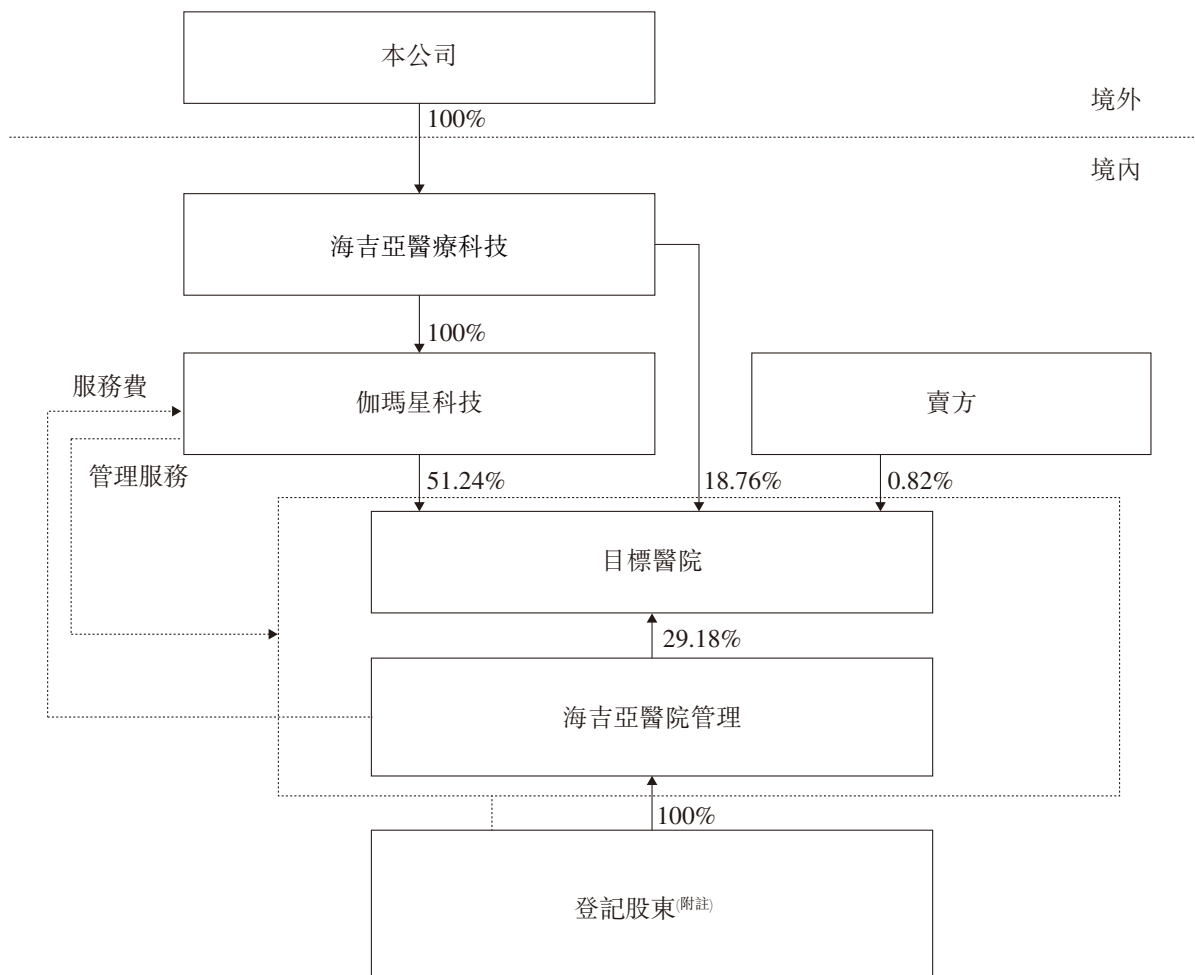 本公司
境外
100%
境內
海吉亞醫療科技
100%
服務費
伽瑪星科技
賣方
管理服務
51.24%
18.76%
0.82%
目標醫院
29.18%
海吉亞醫院管理
100%
登記股東(附註)